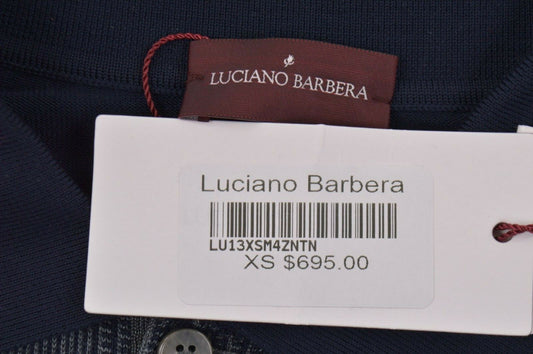 LUCIANO BARBERA
Luciano Barbera
LU13XSM4ZNTN
XS $695.00